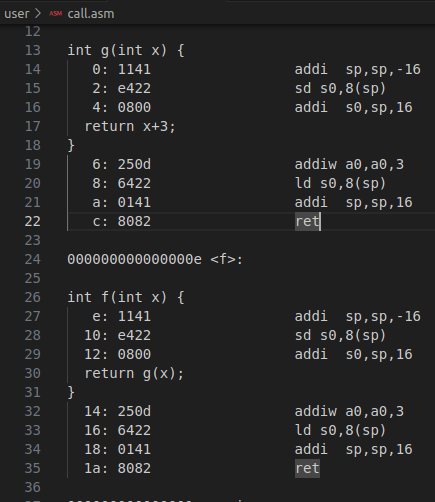 user > ASM call.asm
12
13 int g(int x) {
14 0: 1141 addi sp,sp,-16
15 2: e422 sd s0,8(sp)
16 4: 0800 addi s0,sp,16
17 return x+3;
18 }
19 6: 250d addiw a0,a0,3
20 8: 6422 ld s0,8(sp)
21 a: 0141 addi sp,sp,16
22 c: 8082 ret
23
24 000000000000000e <f>:
25
26 int f(int x) {
27 e: 1141 addi sp,sp,-16
28 10: e422 sd s0,8(sp)
29 12: 0800 addi s0,sp,16
30 return g(x);
31 }
32 14: 250d addiw a0,a0,3
33 16: 6422 ld s0,8(sp)
34 18: 0141 addi sp,sp,16
35 1a: 8082 ret
36